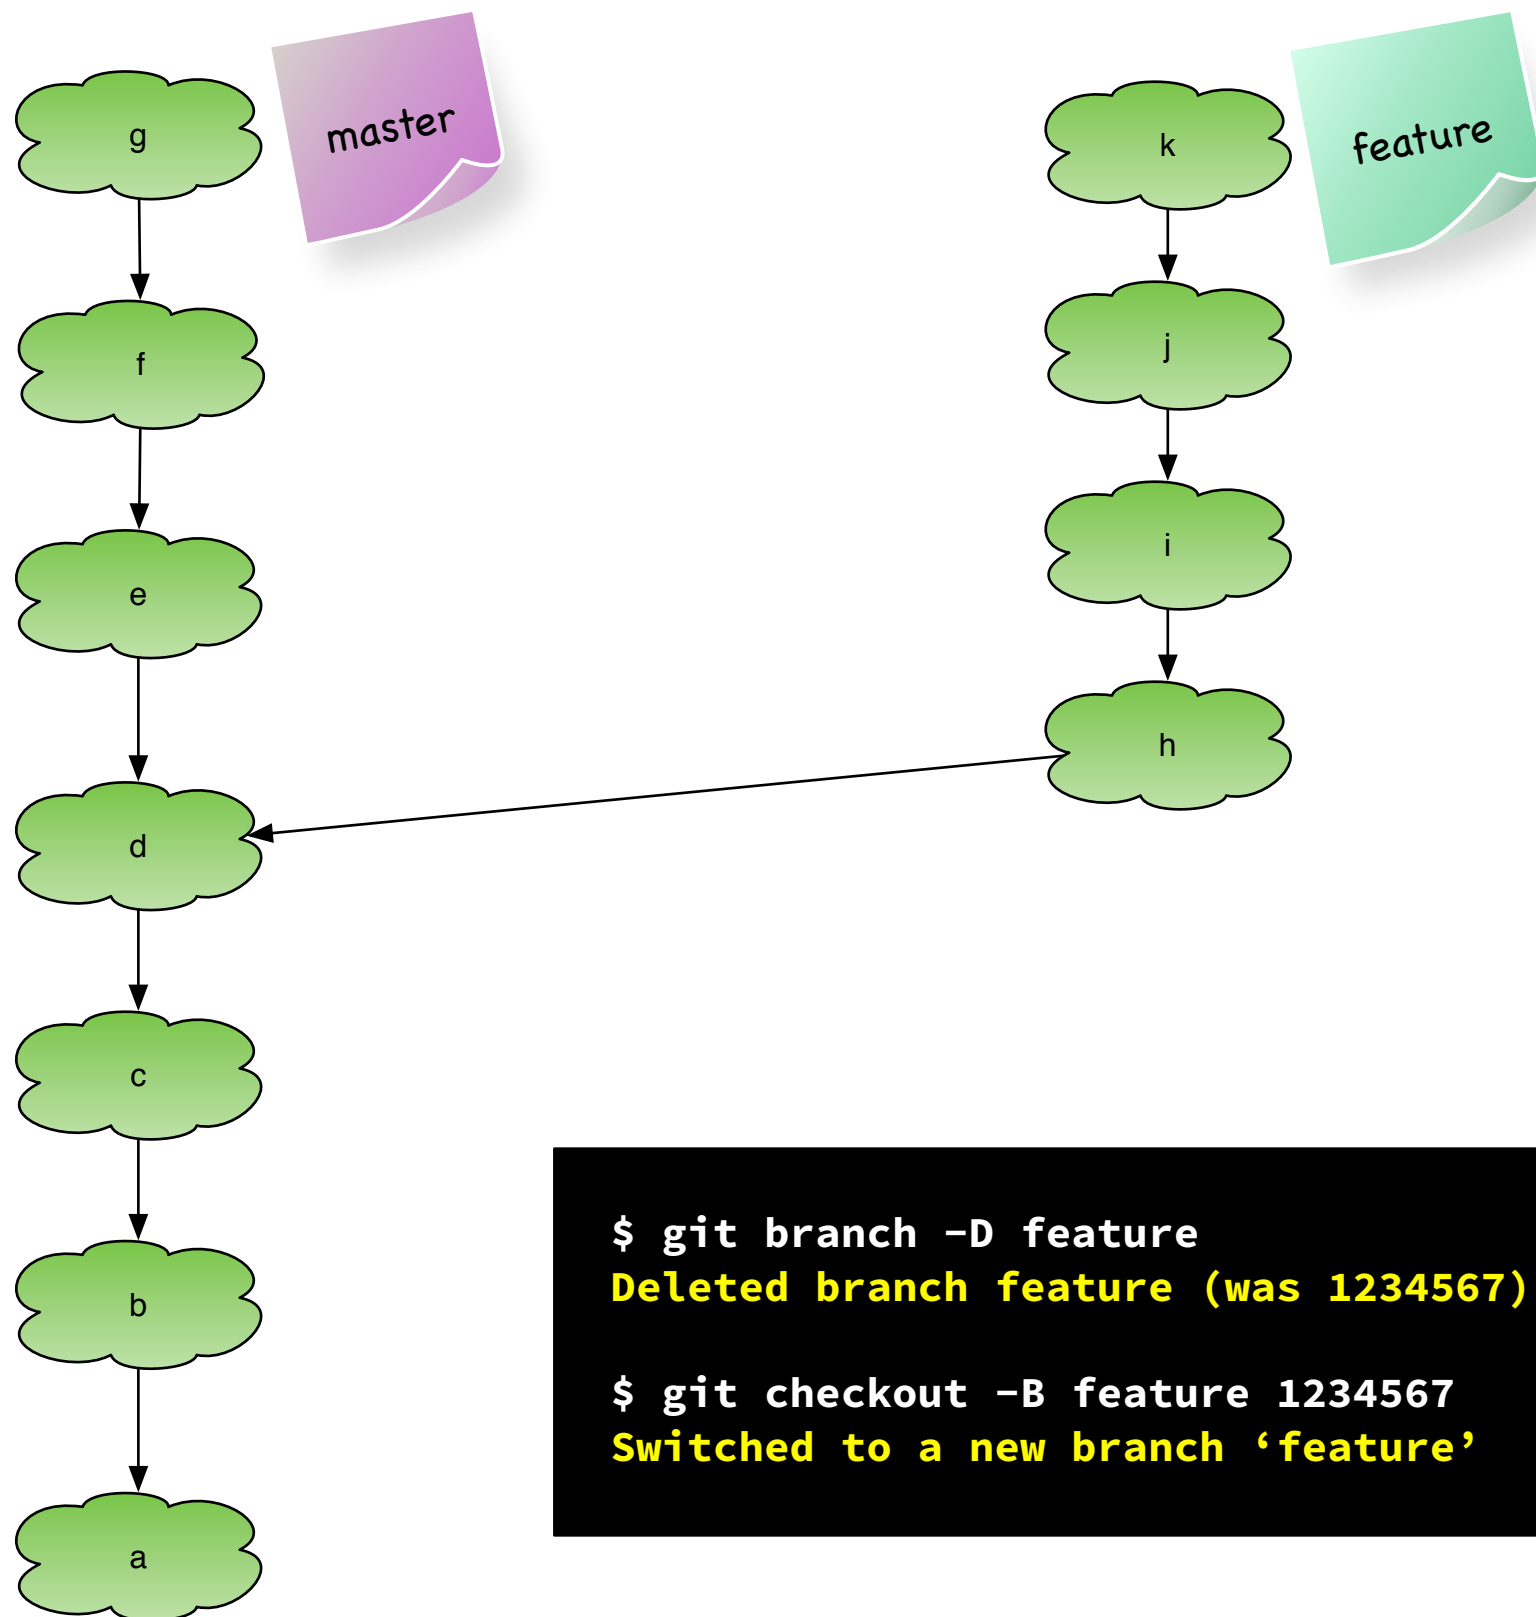 g
master
k
feature
f
j
e
i
h
d
c
b
$ git branch -D feature
Deleted branch feature (was 1234567)
$ git checkout -B feature 1234567
Switched to a new branch ‘feature’
a